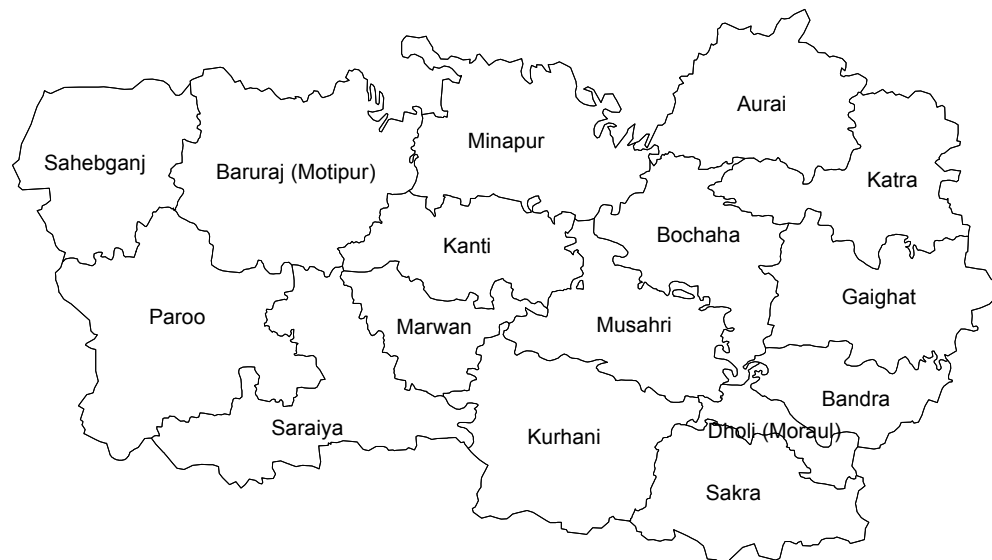 Aurai
Minapur
Sahebganj
Baruraj (Motipur)
Katra
Bochaha
Kanti
Gaighat
Paroo
Marwan
Musahri
Bandra
Saraiya
Dholi (Moraul)
Kurhani
Sakra